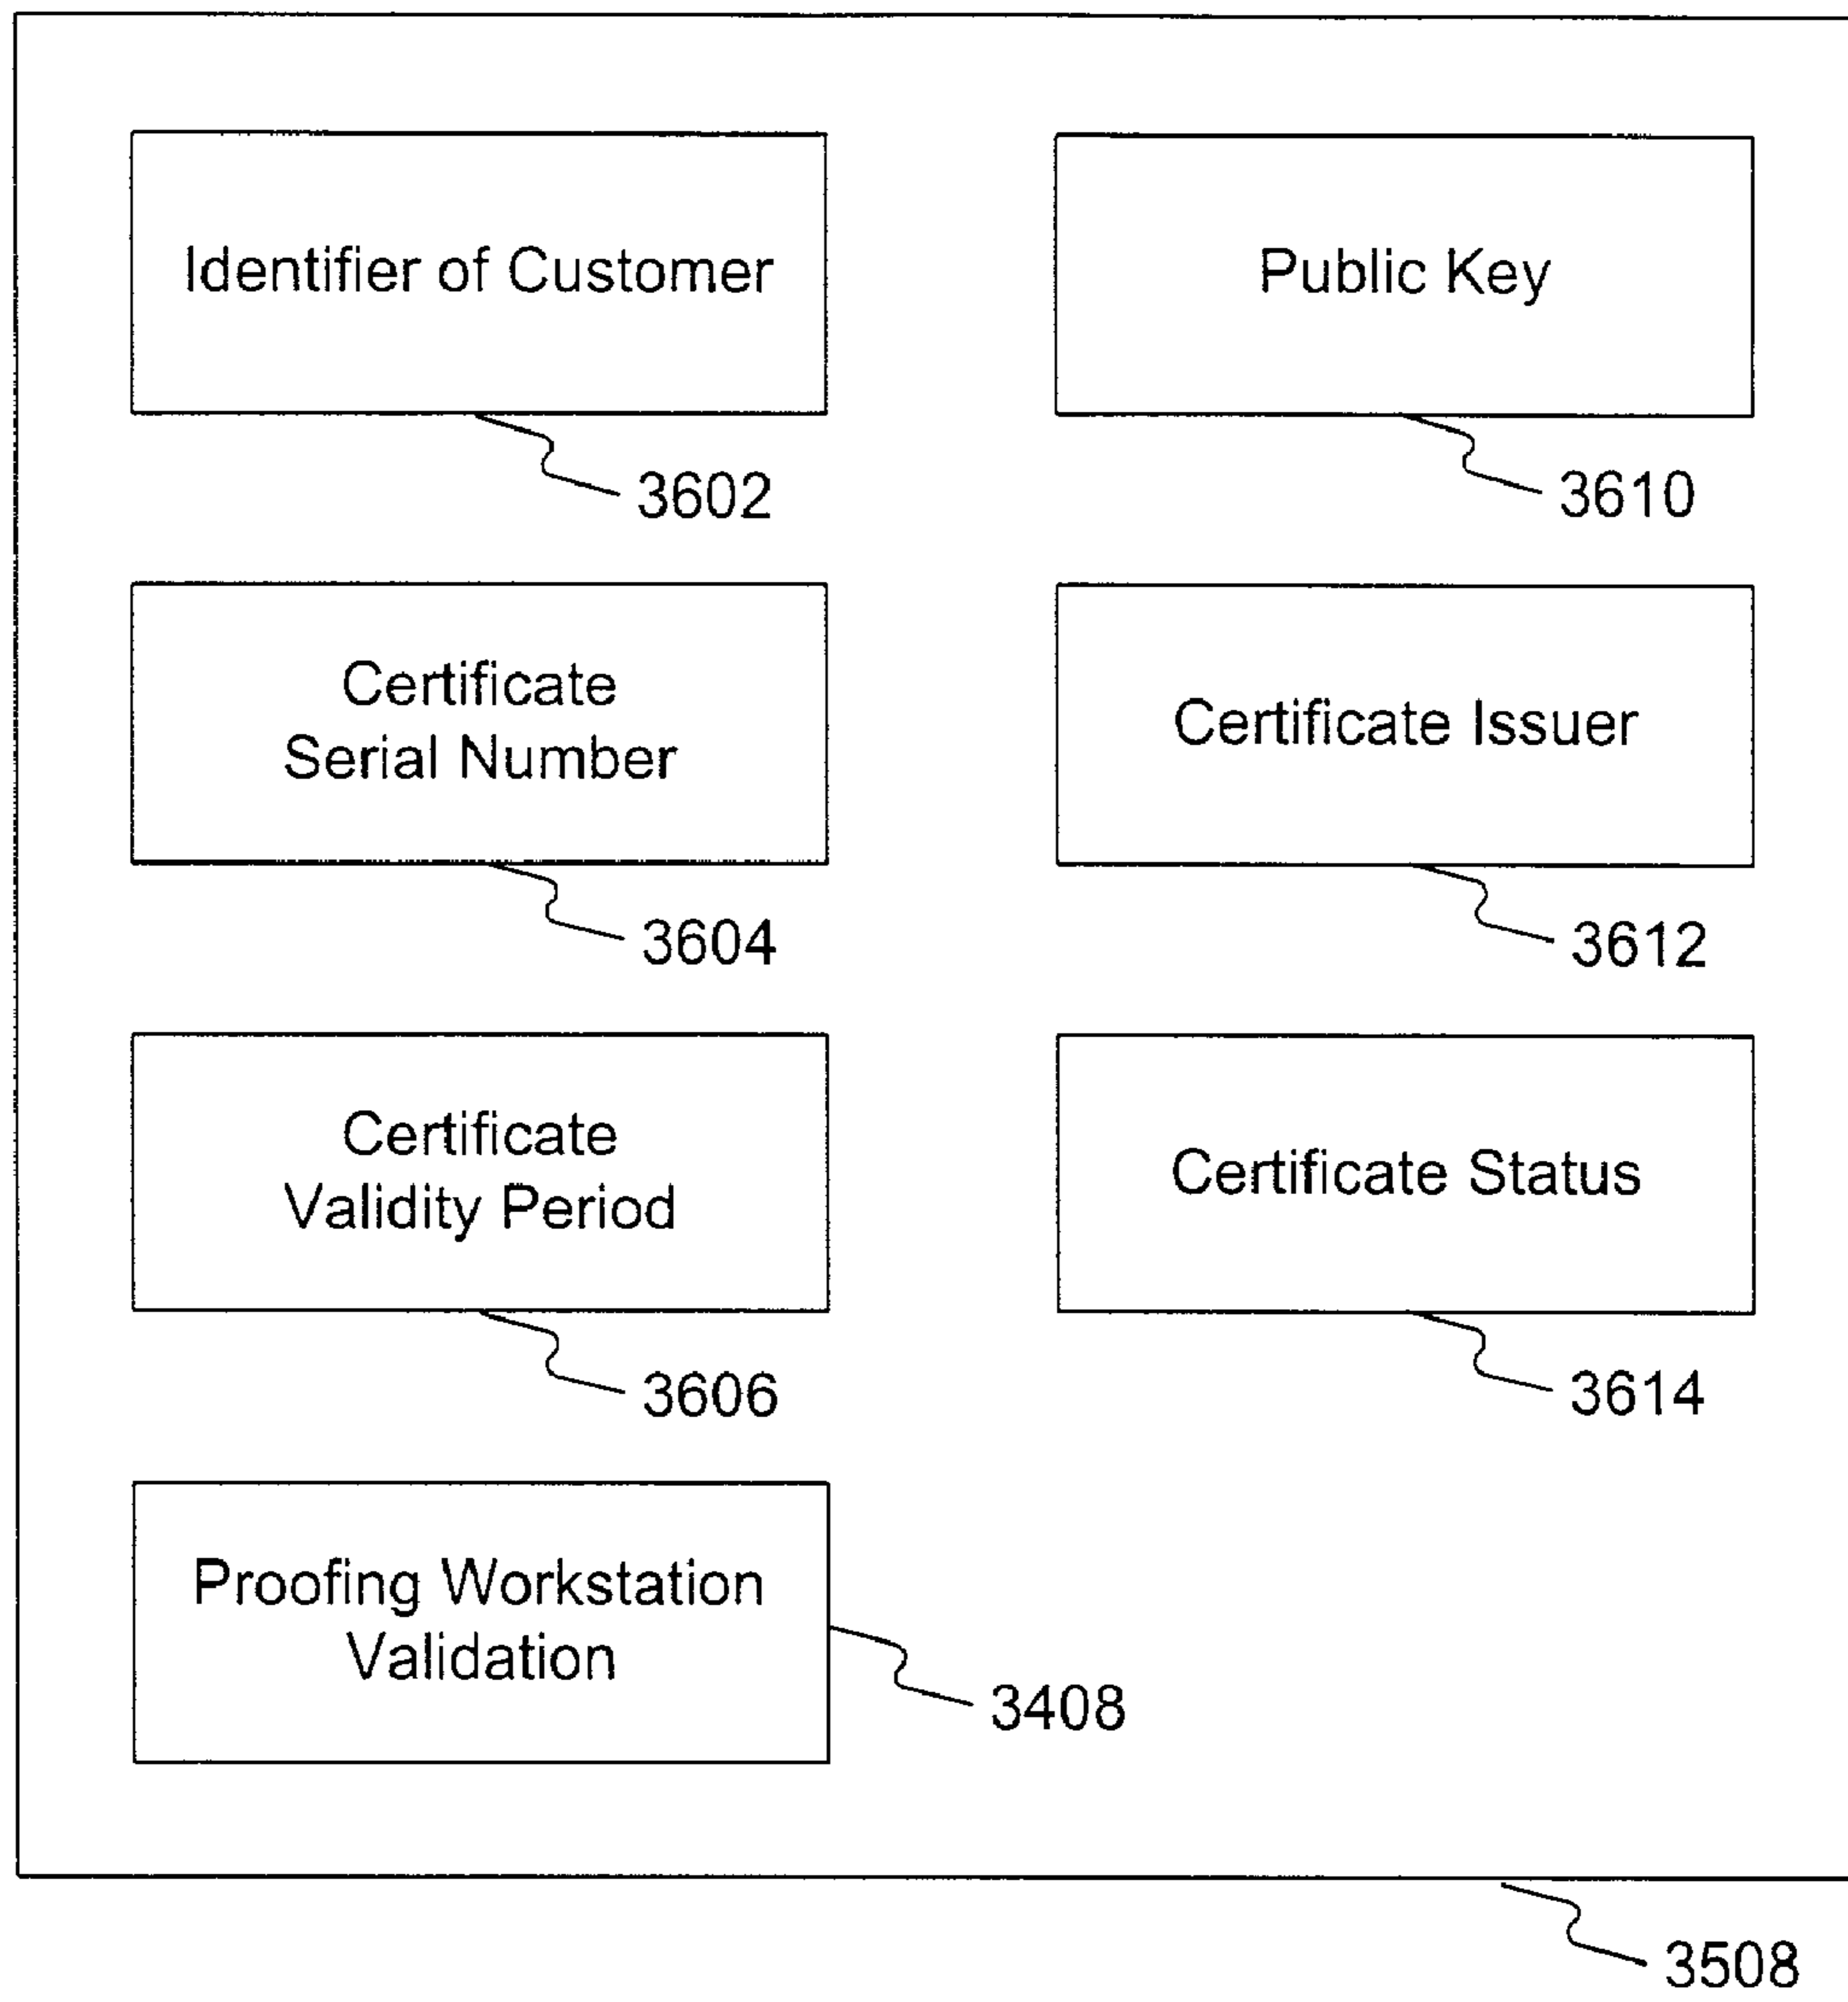 Identifier of Customer
3602
Public Key
3610
Certificate
Serial Number
3604
Certificate Issuer
3612
Certificate
Validity Period
3606
Certificate Status
3614
Proofing Workstation
Validation
3408
3508